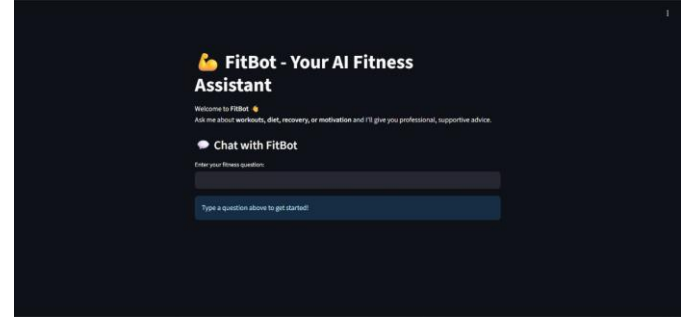 💪 FitBot - Your AI Fitness
Assistant
Welcome to FitBot 👋
Ask me about workouts, diet, recovery, or motivation and I'll give you professional, supportive advice.
💬 Chat with FitBot
Enter your fitness question:
Type a question above to get started!